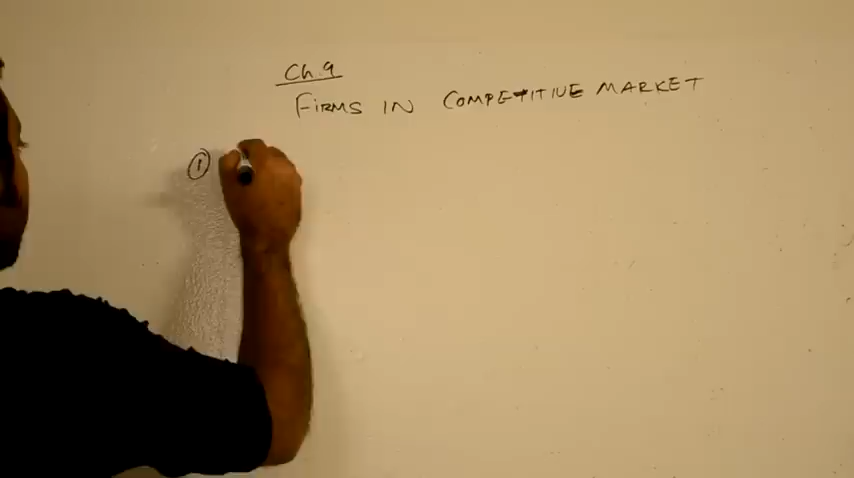 Ch.9
FIRMS IN COMPETITIVE MARKET
①